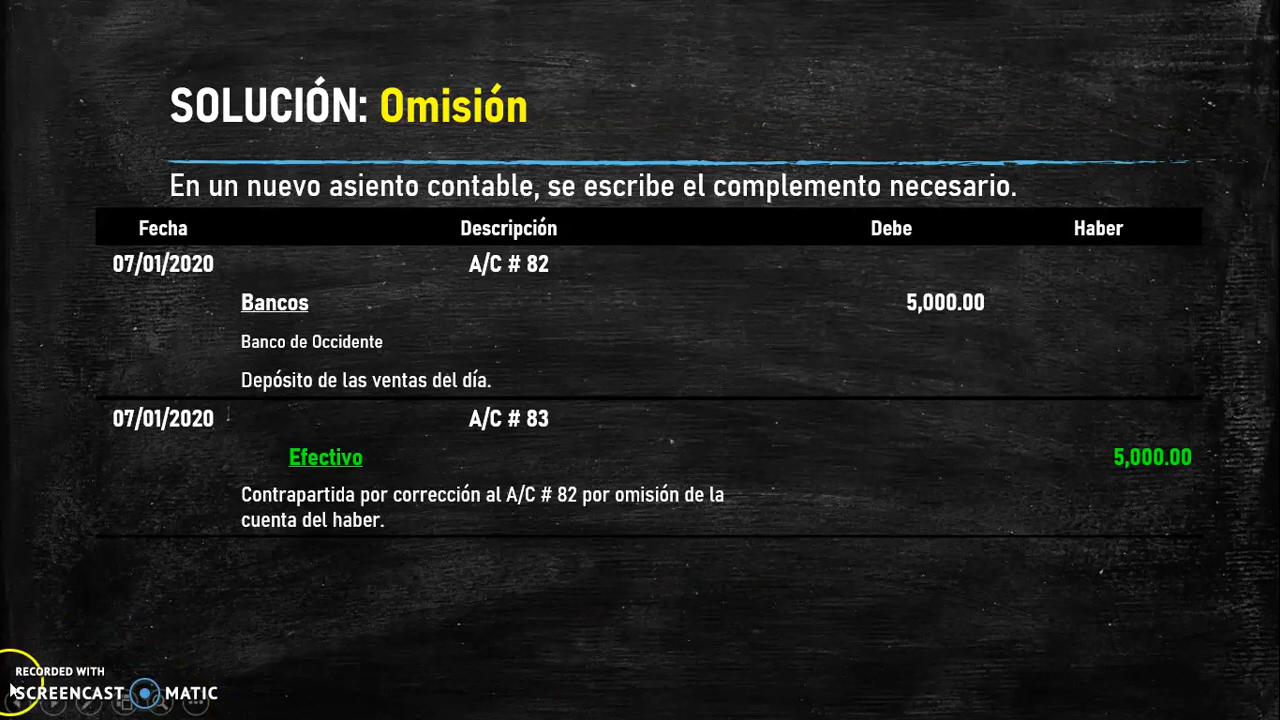 SOLUCIÓN: Omisión
En un nuevo asiento contable, se escribe el complemento necesario.
Fecha Descripción Debe Haber
07/01/2020 A/C # 82
Bancos 5,000.00
Banco de Occidente
Depósito de las ventas del día.
07/01/2020 A/C # 83
Efectivo 5,000.00
Contrapartida por corrección al A/C # 82 por omisión de la
cuenta del haber.
RECORDED WITH
SCREENCAST MATIC